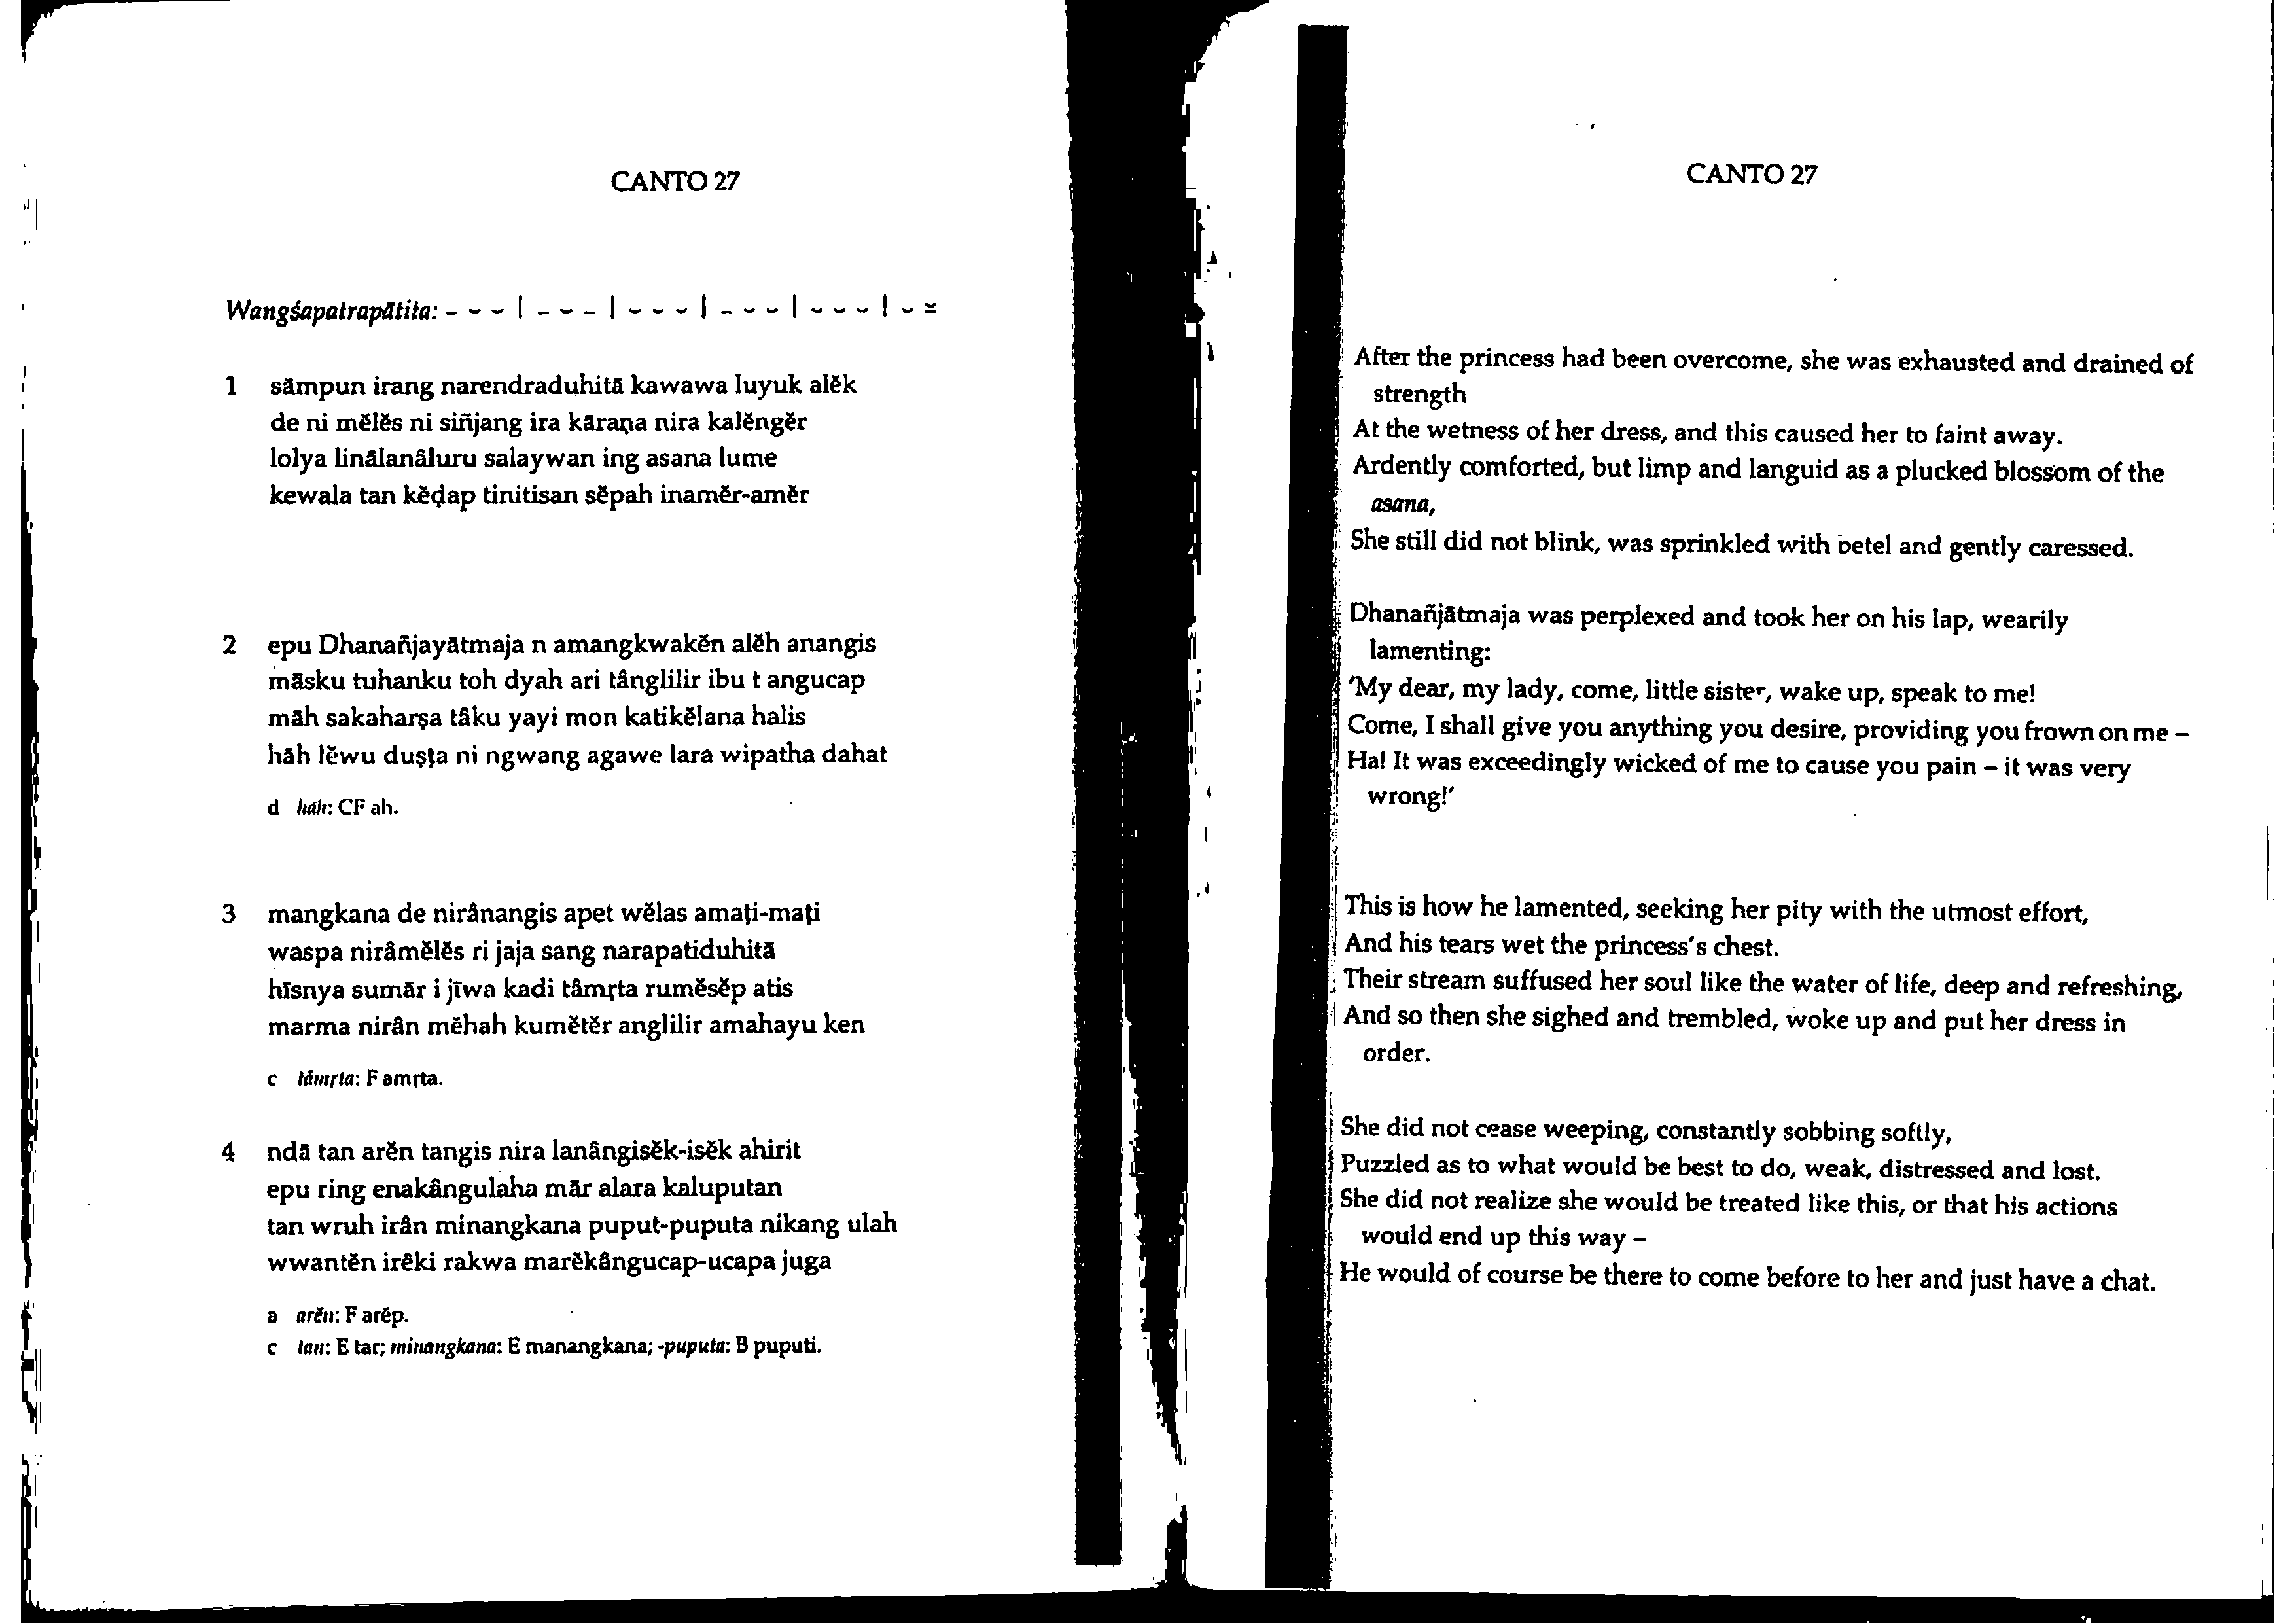 CANTO 27
Wangśapatrapātita: – ⏑ ⏑ | – ⏑ – | ⏑ ⏑ ⏑ | – ⏑ ⏑ | ⏑ ⏑ ⏑ | ⏑ ⏓
1 sāmpun irang narendraduhitā kawawa luyuk alĕk
de ni mĕlĕs ni siñjang ira kāraṇa nira kalĕngĕr
lolya linālanâluru salaywan ing asana lume
kewala tan kĕḍap tinitisan sĕpah inamĕr-amĕr
2 epu Dhanañjayātmaja n amangkwakĕn alĕh anangis
māsku tuhanku toh dyah ari tânglilir ibu t angucap
māh sakaharṣa tâku yayi mon katikĕlana halis
hāh lĕwu duṣṭa ni ngwang agawe lara wipatha dahat
d hāh: CF ah.
3 mangkana de nirânangis apet wĕlas amaṭi-maṭi
waspa nirâmĕlĕs ri jaja sang narapatiduhitā
hīsnya sumār i jīwa kadi tâmṛta rumĕsĕp atis
marma nirân mĕhah kumĕtĕr anglilir amahayu ken
c tâmṛta: F amṛta.
4 ndā tan arĕn tangis nira lanângisĕk-isĕk ahirit
epu ring enakângulaha mār alara kaluputan
tan wruh irân minangkana puput-puputa nikang ulah
wwantĕn irêki rakwa marĕkângucap-ucapa juga
a arĕn: F arĕp.
c tan: E tar; minangkana: E manangkana; -puputa: B puputi.
CANTO 27
After the princess had been overcome, she was exhausted and drained of
strength
At the wetness of her dress, and this caused her to faint away.
Ardently comforted, but limp and languid as a plucked blossom of the
asana,
She still did not blink, was sprinkled with betel and gently caressed.
Dhanañjātmaja was perplexed and took her on his lap, wearily
lamenting:
‘My dear, my lady, come, little sister, wake up, speak to me!
Come, I shall give you anything you desire, providing you frown on me –
Ha! It was exceedingly wicked of me to cause you pain – it was very
wrong!’
This is how he lamented, seeking her pity with the utmost effort,
And his tears wet the princess's chest.
Their stream suffused her soul like the water of life, deep and refreshing,
And so then she sighed and trembled, woke up and put her dress in
order.
She did not cease weeping, constantly sobbing softly,
Puzzled as to what would be best to do, weak, distressed and lost.
She did not realize she would be treated like this, or that his actions
would end up this way –
He would of course be there to come before to her and just have a chat.